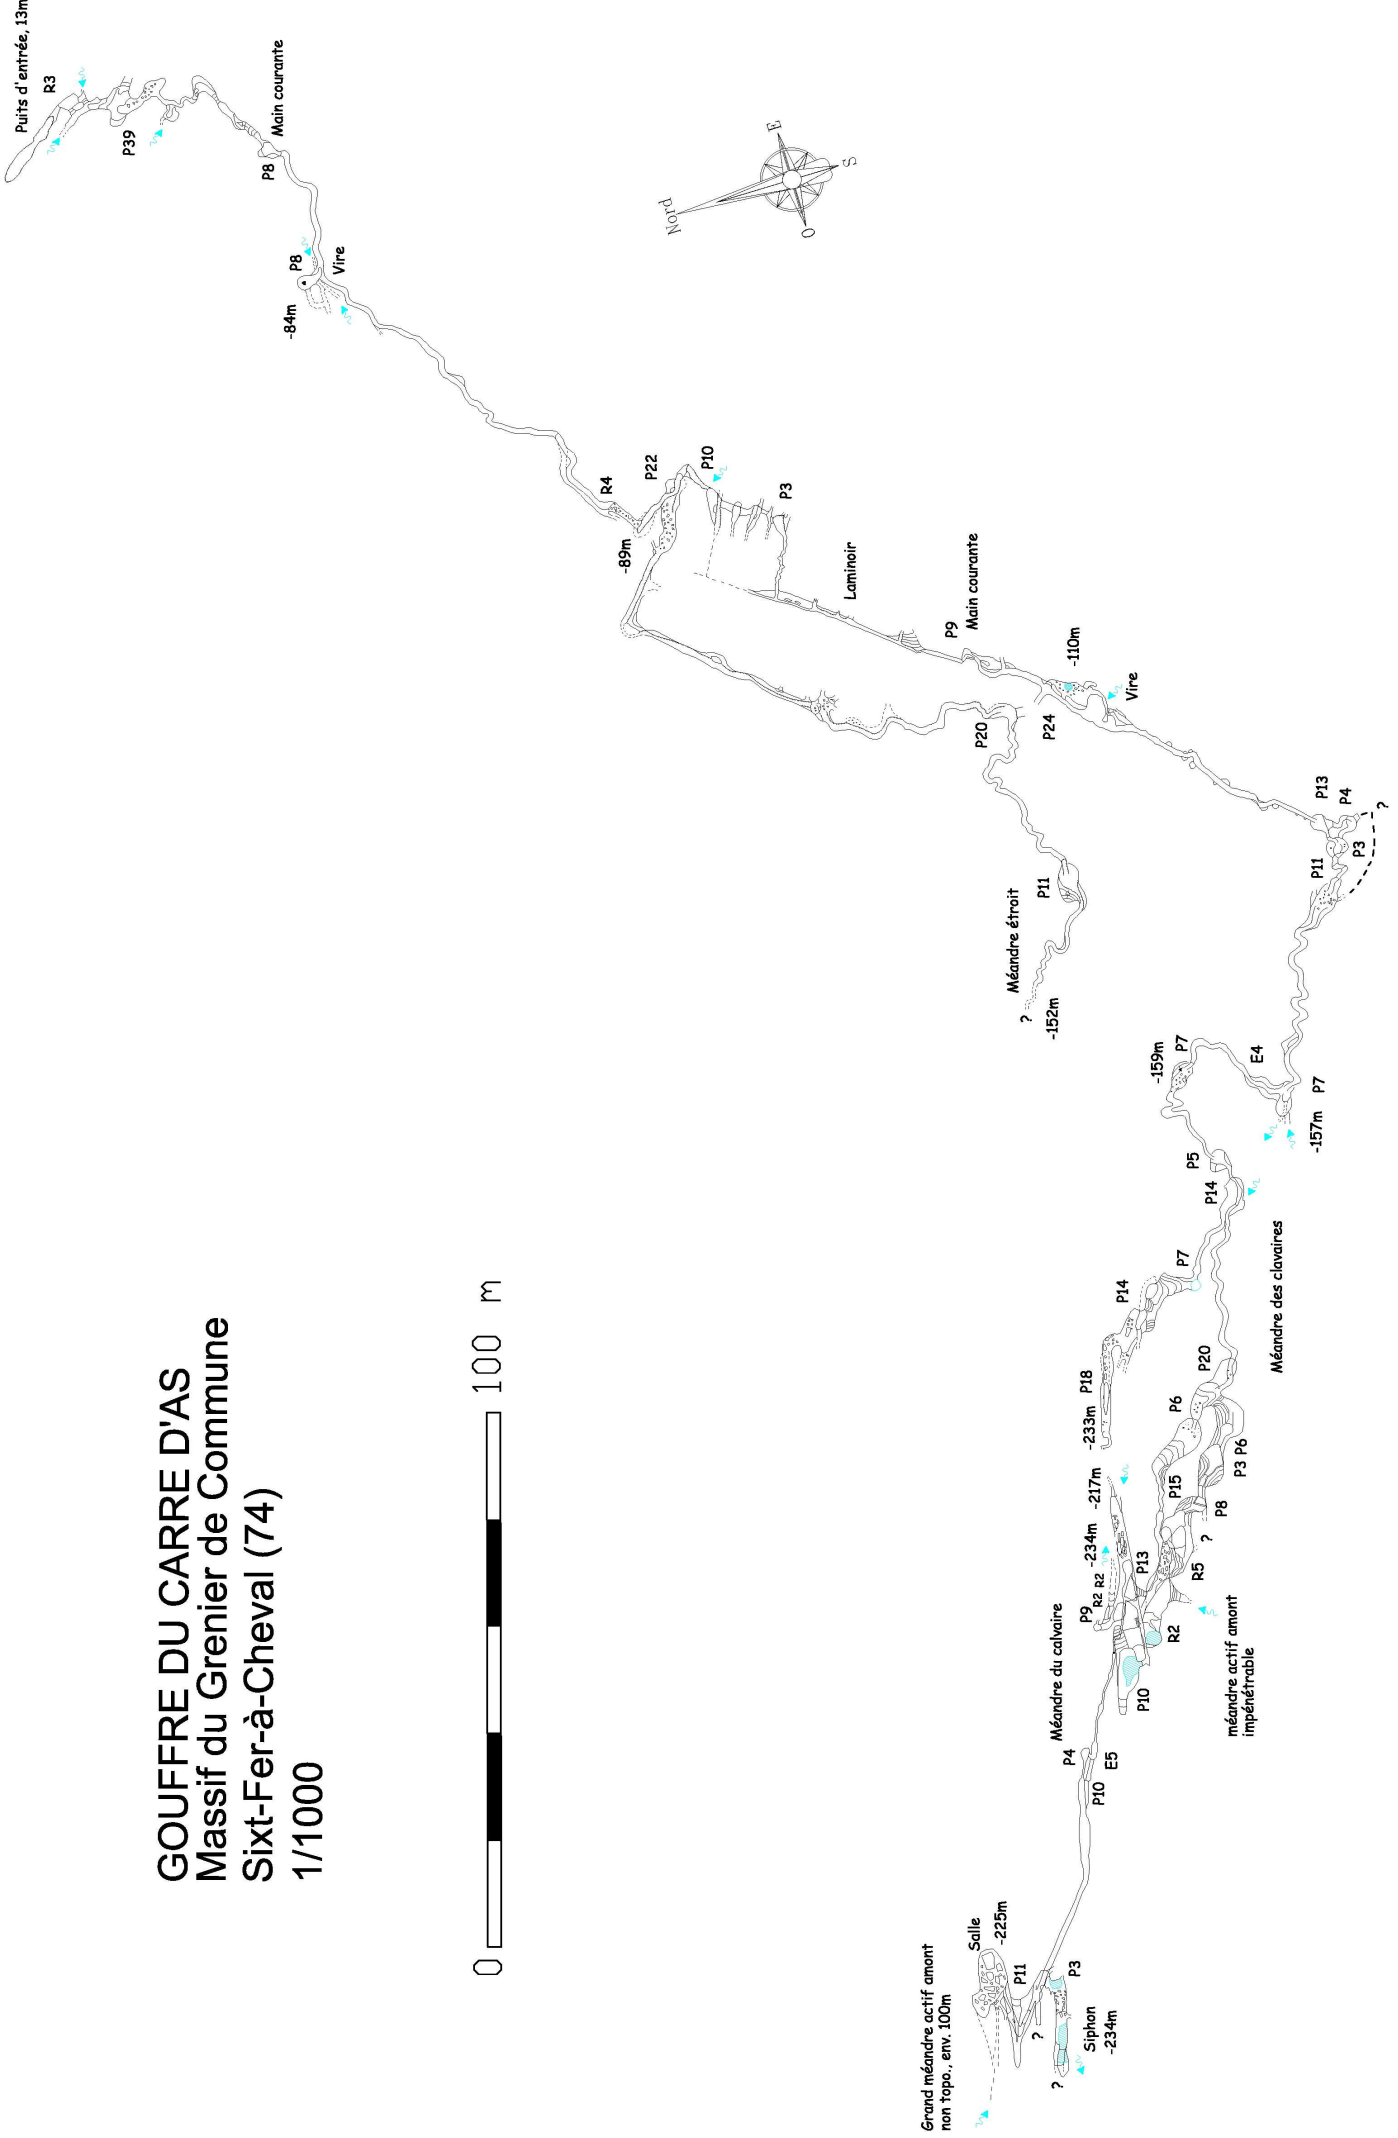 GOUFFRE DU CARRE D'AS
Massif du Grenier de Commune
Sixt-Fer-à-Cheval (74)
1/1000
0
100 m
Nord
E
S
O
Puits d'entrée, 13m
R3
P39
Main courante
P8
P8
Vire
-84m
R4
P22
-89m
P10
P3
Laminoir
P9
Main courante
-110m
Vire
P24
P20
P11
Méandre étroit
?
-152m
P13
P4
?
P3
P11
P7
-157m
E4
P7
-159m
P5
P14
Méandre des clavaires
P7
P14
P18
-233m
P20
P6
P3 P6
P15
P8
?
R5
-217m
-234m
P13
R2 R2
P9
R2
méandre actif amont
impénétrable
P10
Méandre du calvaire
P4
E5
P10
Salle
-225m
P11
P3
?
Siphon
-234m
?
Grand méandre actif amont
non topo., env. 100m